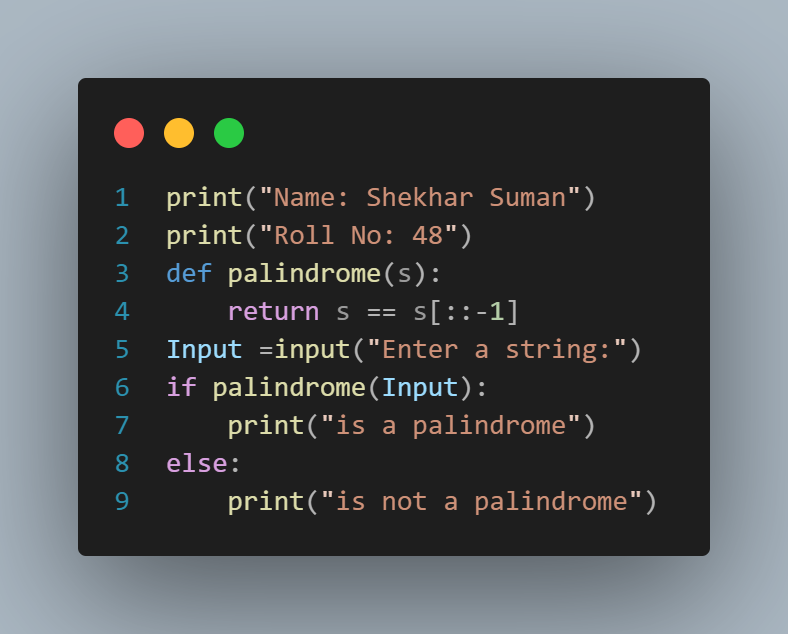 1 print("Name: Shekhar Suman")
2 print("Roll No: 48")
3 def palindrome(s):
4     return s == s[::-1]
5 Input =input("Enter a string:")
6 if palindrome(Input):
7     print("is a palindrome")
8 else:
9     print("is not a palindrome")